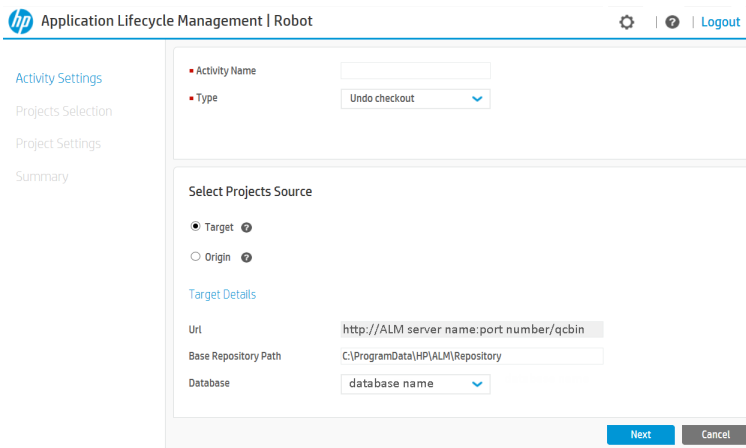 hp Application Lifecycle Management | Robot
? | Logout
Activity Settings
Projects Selection
Project Settings
Summary
Activity Name
Type Undo checkout
Select Projects Source
Target ?
Origin ?
Target Details
Url http://ALM server name:port number/qcbin
Base Repository Path C:\ProgramData\HP\ALM\Repository
Database database name
Next Cancel